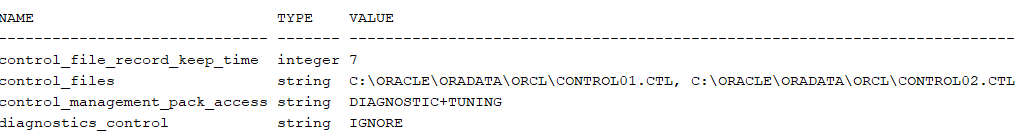 NAME                            TYPE    VALUE
------------------------------- ------- ----------------------------------------------------------------------------
control_file_record_keep_time   integer 7
control_files                   string  C:\ORACLE\ORADATA\ORCL\CONTROL01.CTL, C:\ORACLE\ORADATA\ORCL\CONTROL02.CTL
control_management_pack_access string  DIAGNOSTIC+TUNING
diagnostics_control             string  IGNORE